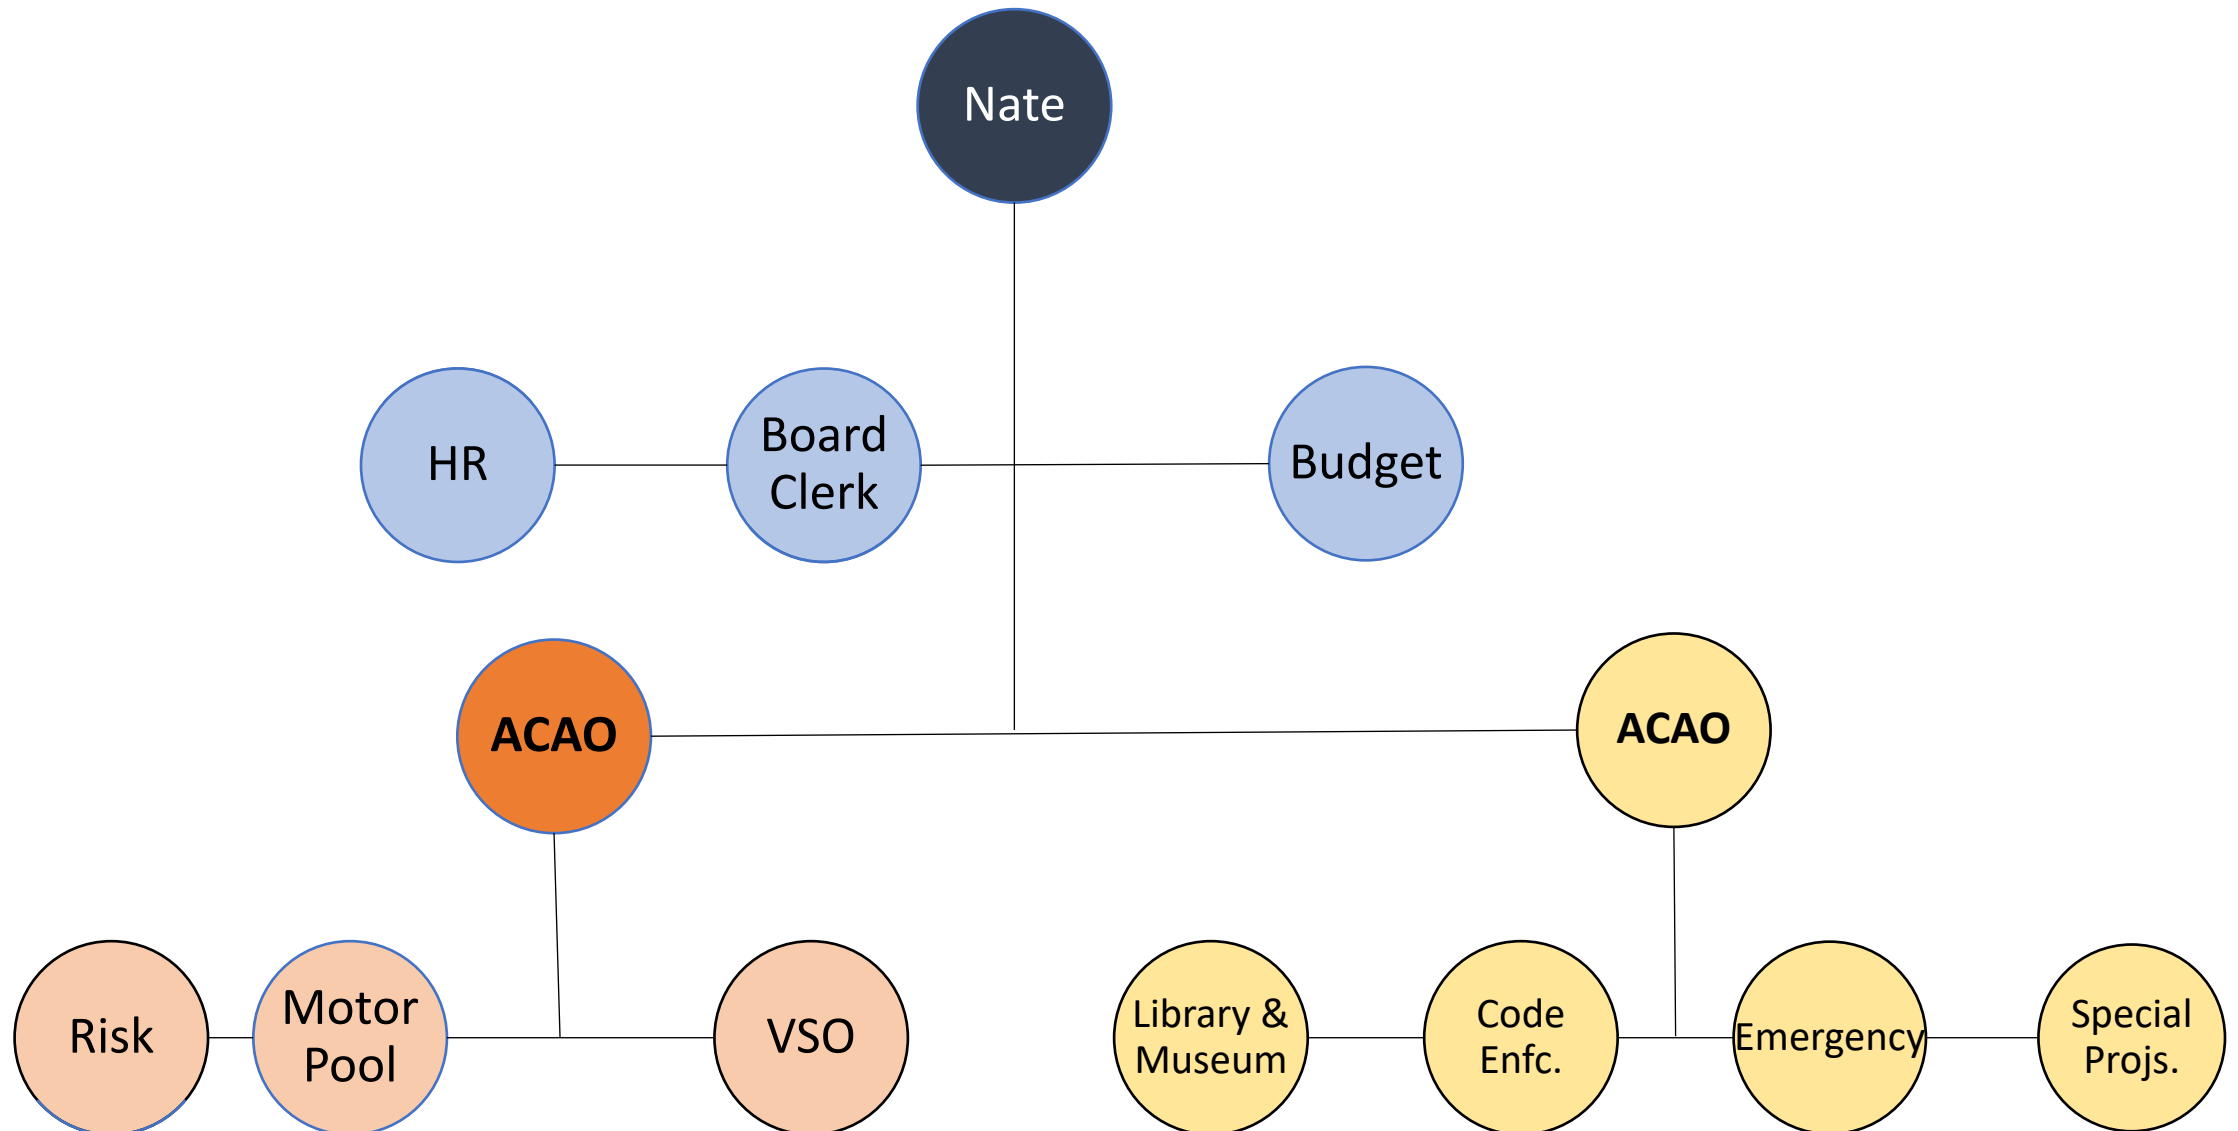 Nate
HR
Board
Clerk
Budget
ACAO
ACAO
Risk
Motor
Pool
VSO
Library &
Museum
Code
Enfc.
Emergency
Special
Projs.